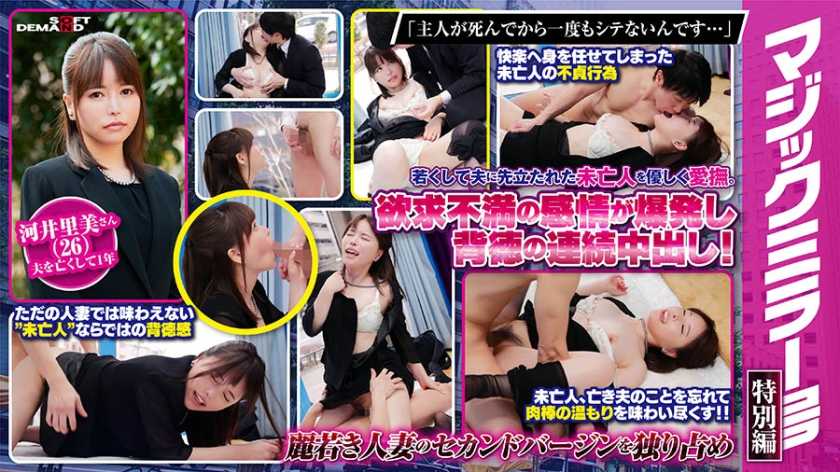 SOFT
DEMAND
「主人が死んでから一度もシテないんです…」
快楽へ身を任せてしまった
未亡人の不貞行為
若くして夫に先立たれた未亡人を優しく愛撫。
欲求不満の感情が爆発し
背徳の連続中出し!
河井里美さん
(26)
夫を亡くして1年
ただの人妻では味わえない
”未亡人”ならではの背徳感
未亡人、亡き夫のことを忘れて
肉棒の温もりを味わい尽くす!!
麗若き人妻のセカンドバージンを独り占め
マジックミラー号
特別編